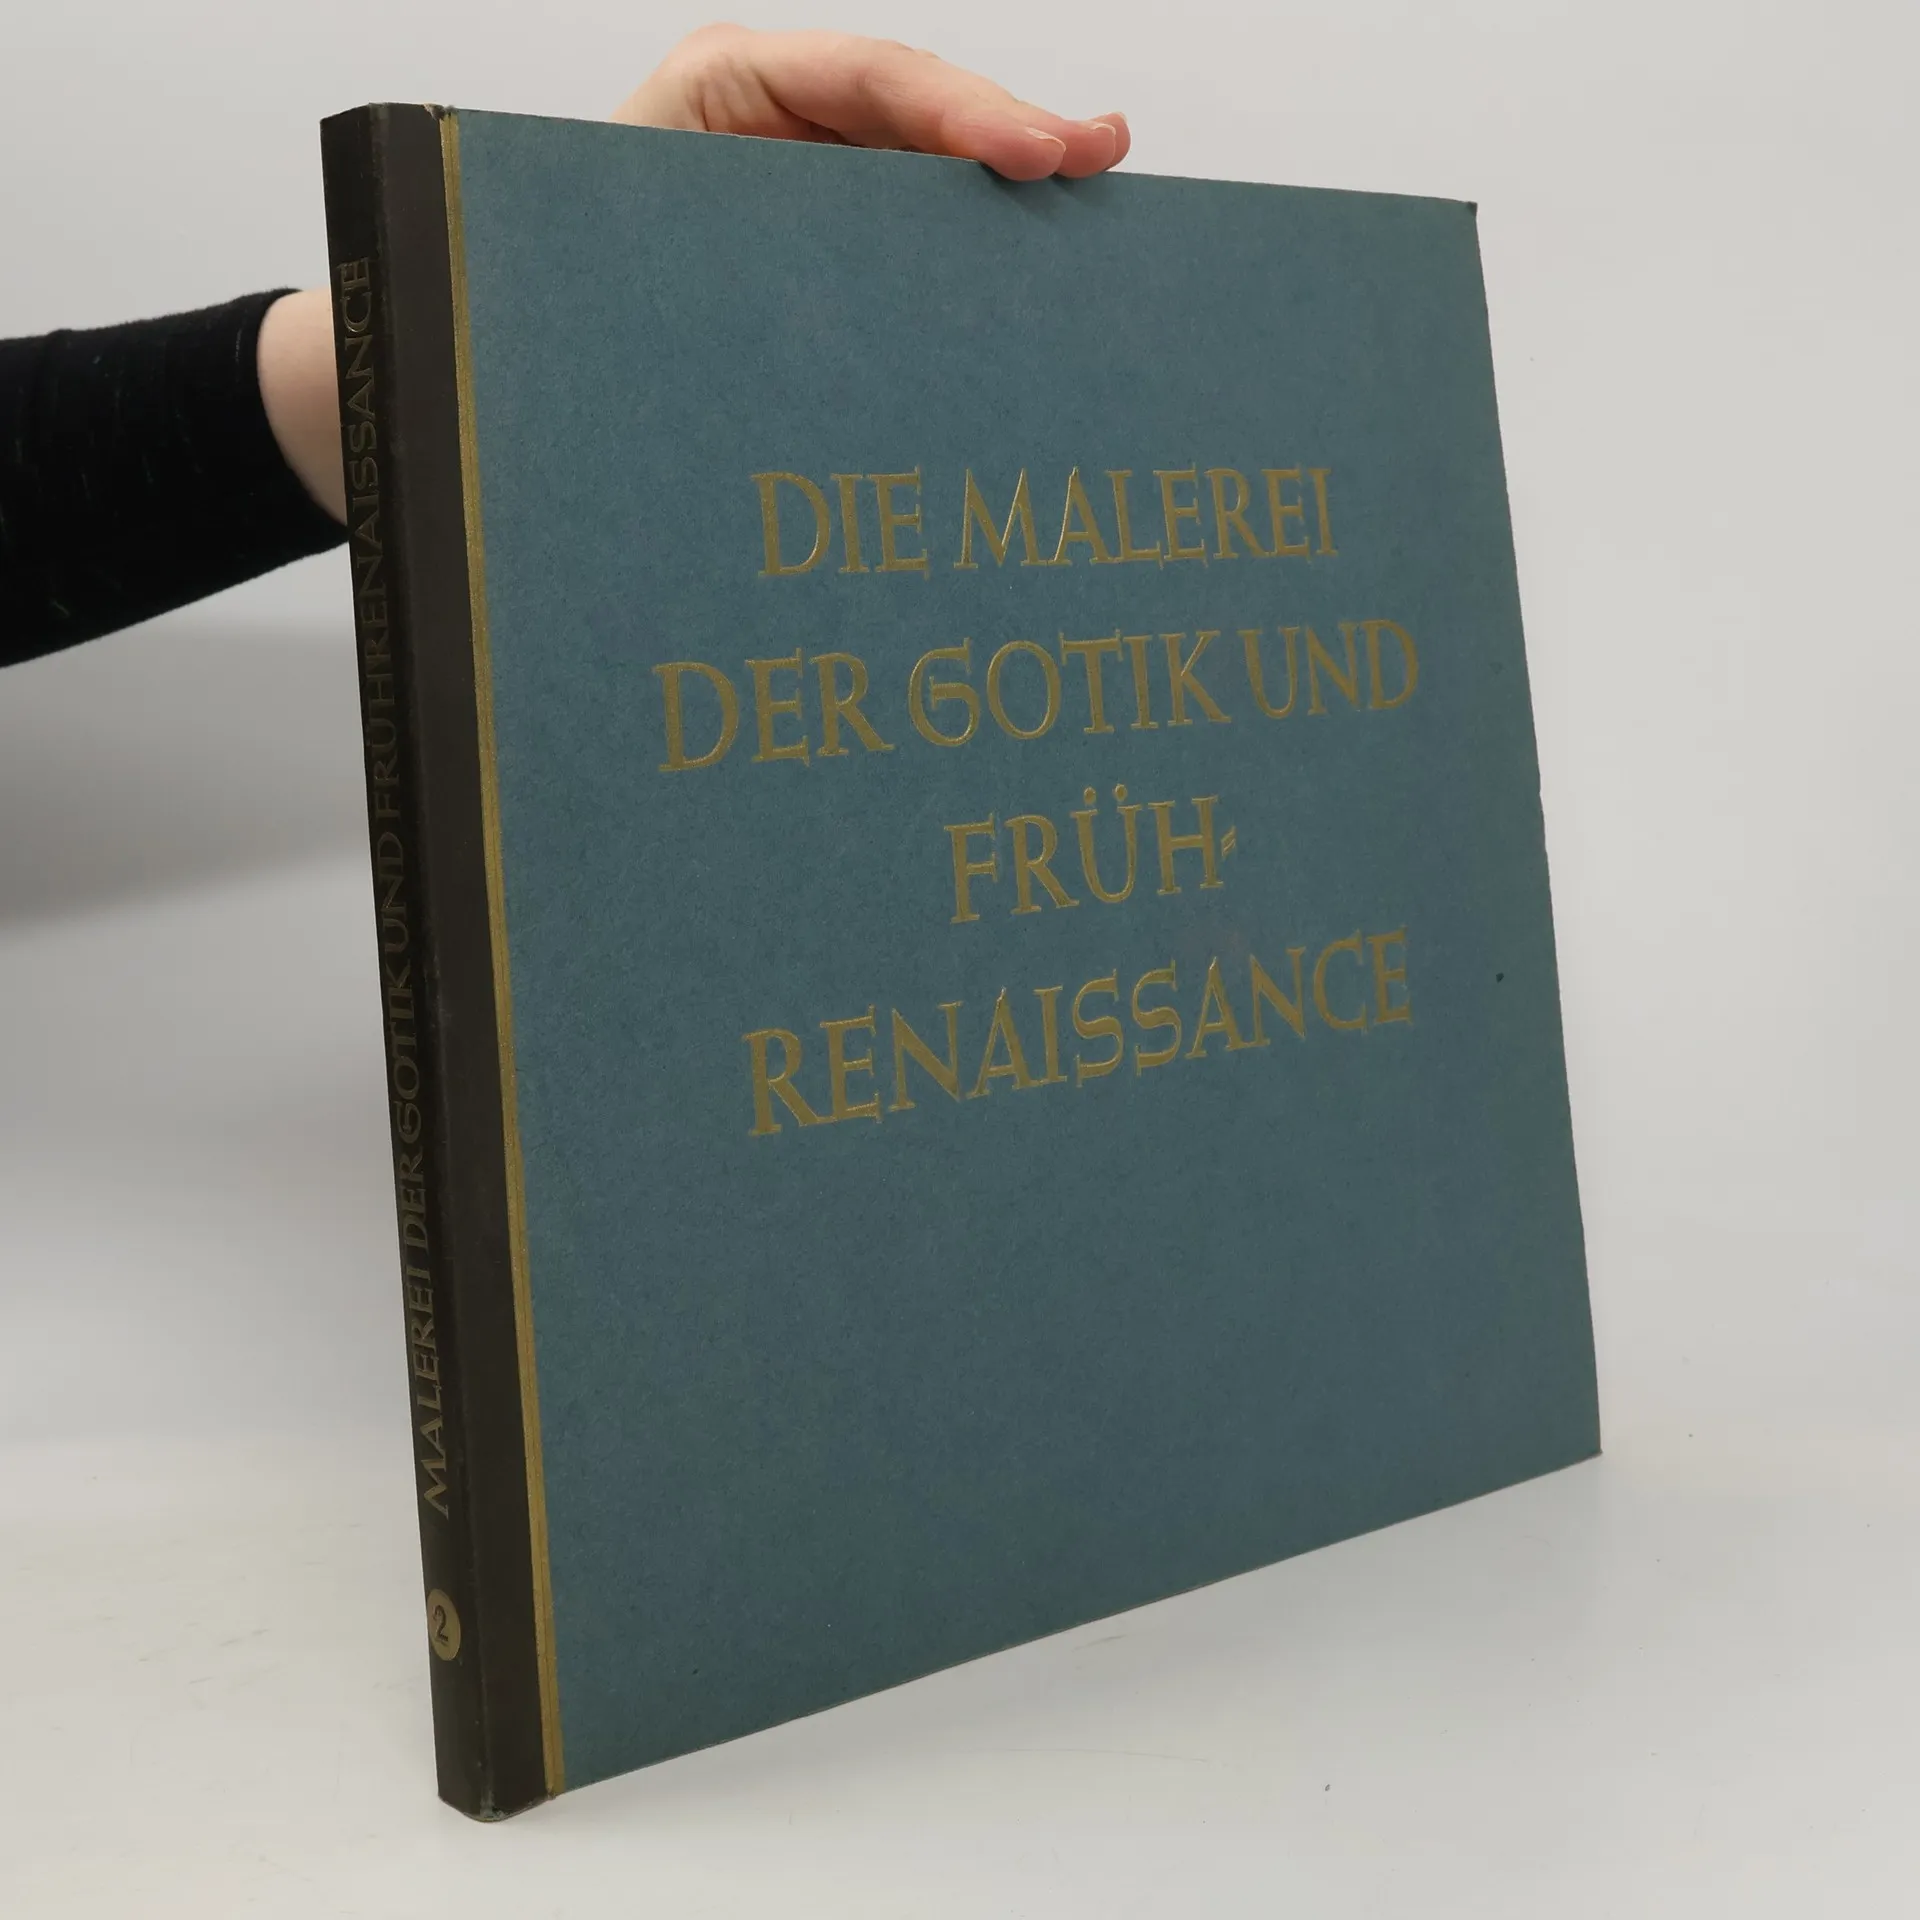 DIE MALEREI
DER GOTIK UND
FRÜH-
RENAISSANCE
MALEREI DER GOTIK UND FRÜHRENAISSANCE
2